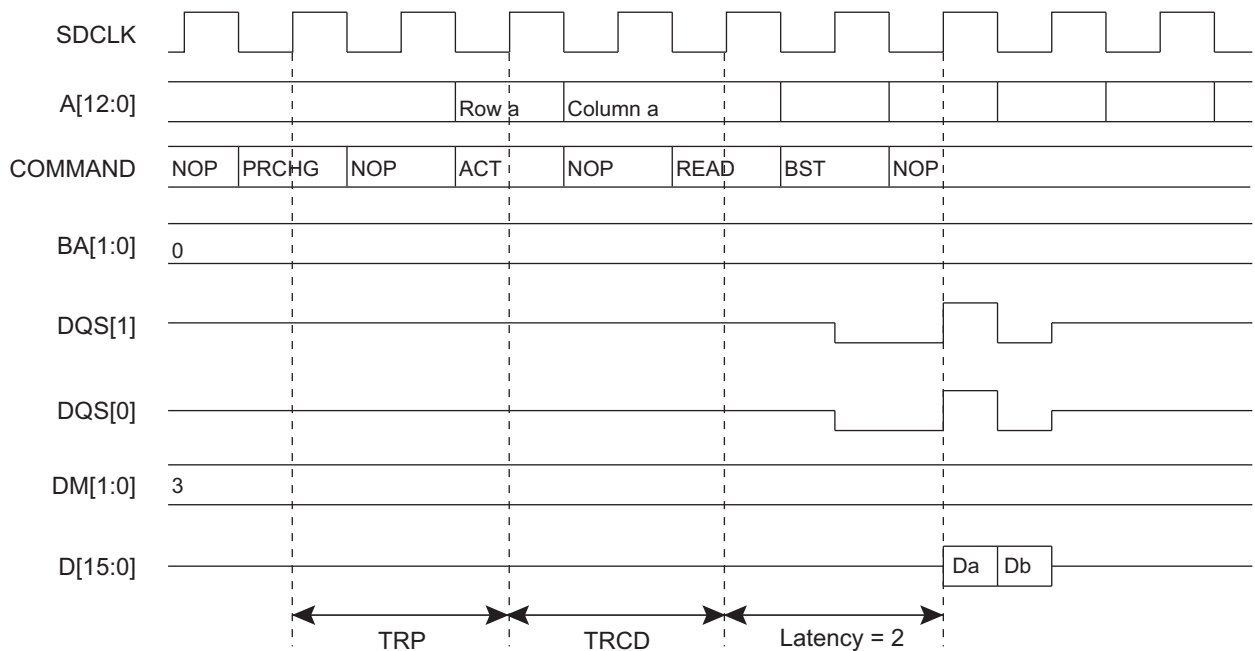 SDCLK
A[12:0] Row a Column a
COMMAND NOP PRCHG NOP ACT NOP READ BST NOP
BA[1:0] 0
DQS[1]
DQS[0]
DM[1:0] 3
D[15:0] Da Db
TRP TRCD Latency = 2